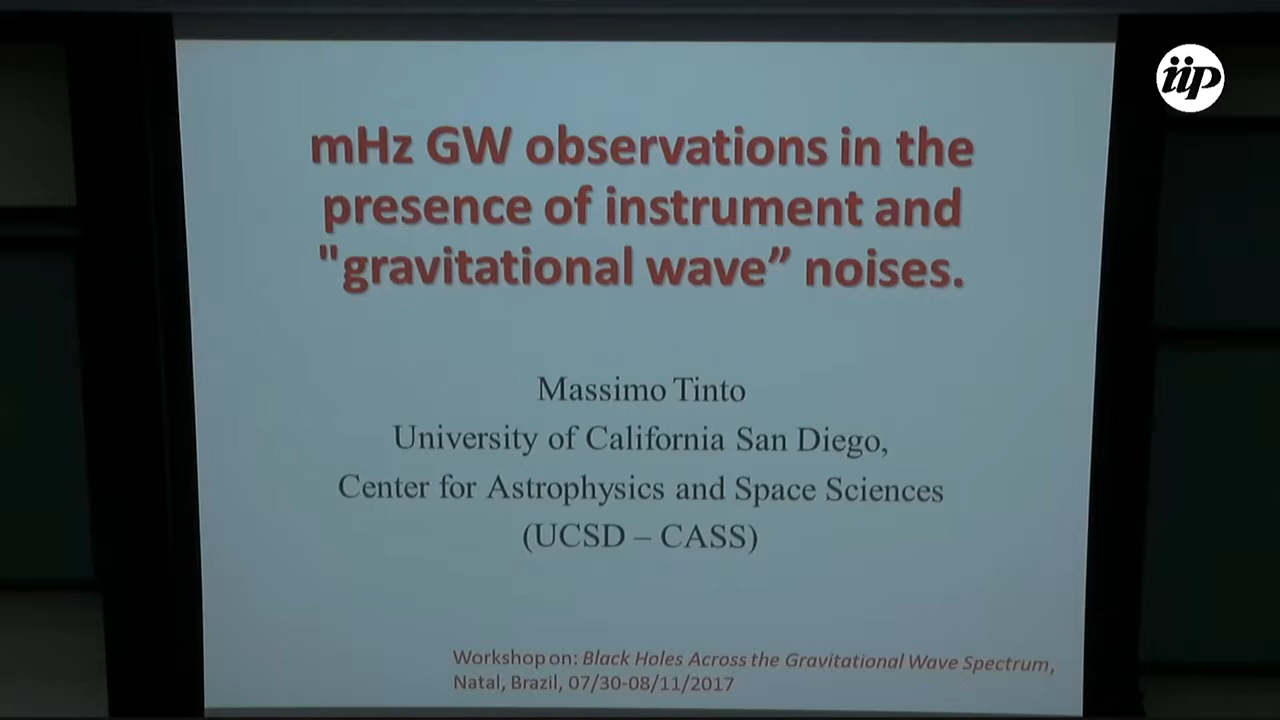 iip
mHz GW observations in the
presence of instrument and
"gravitational wave” noises.
Massimo Tinto
University of California San Diego,
Center for Astrophysics and Space Sciences
(UCSD – CASS)
Workshop on: Black Holes Across the Gravitational Wave Spectrum,
Natal, Brazil, 07/30-08/11/2017